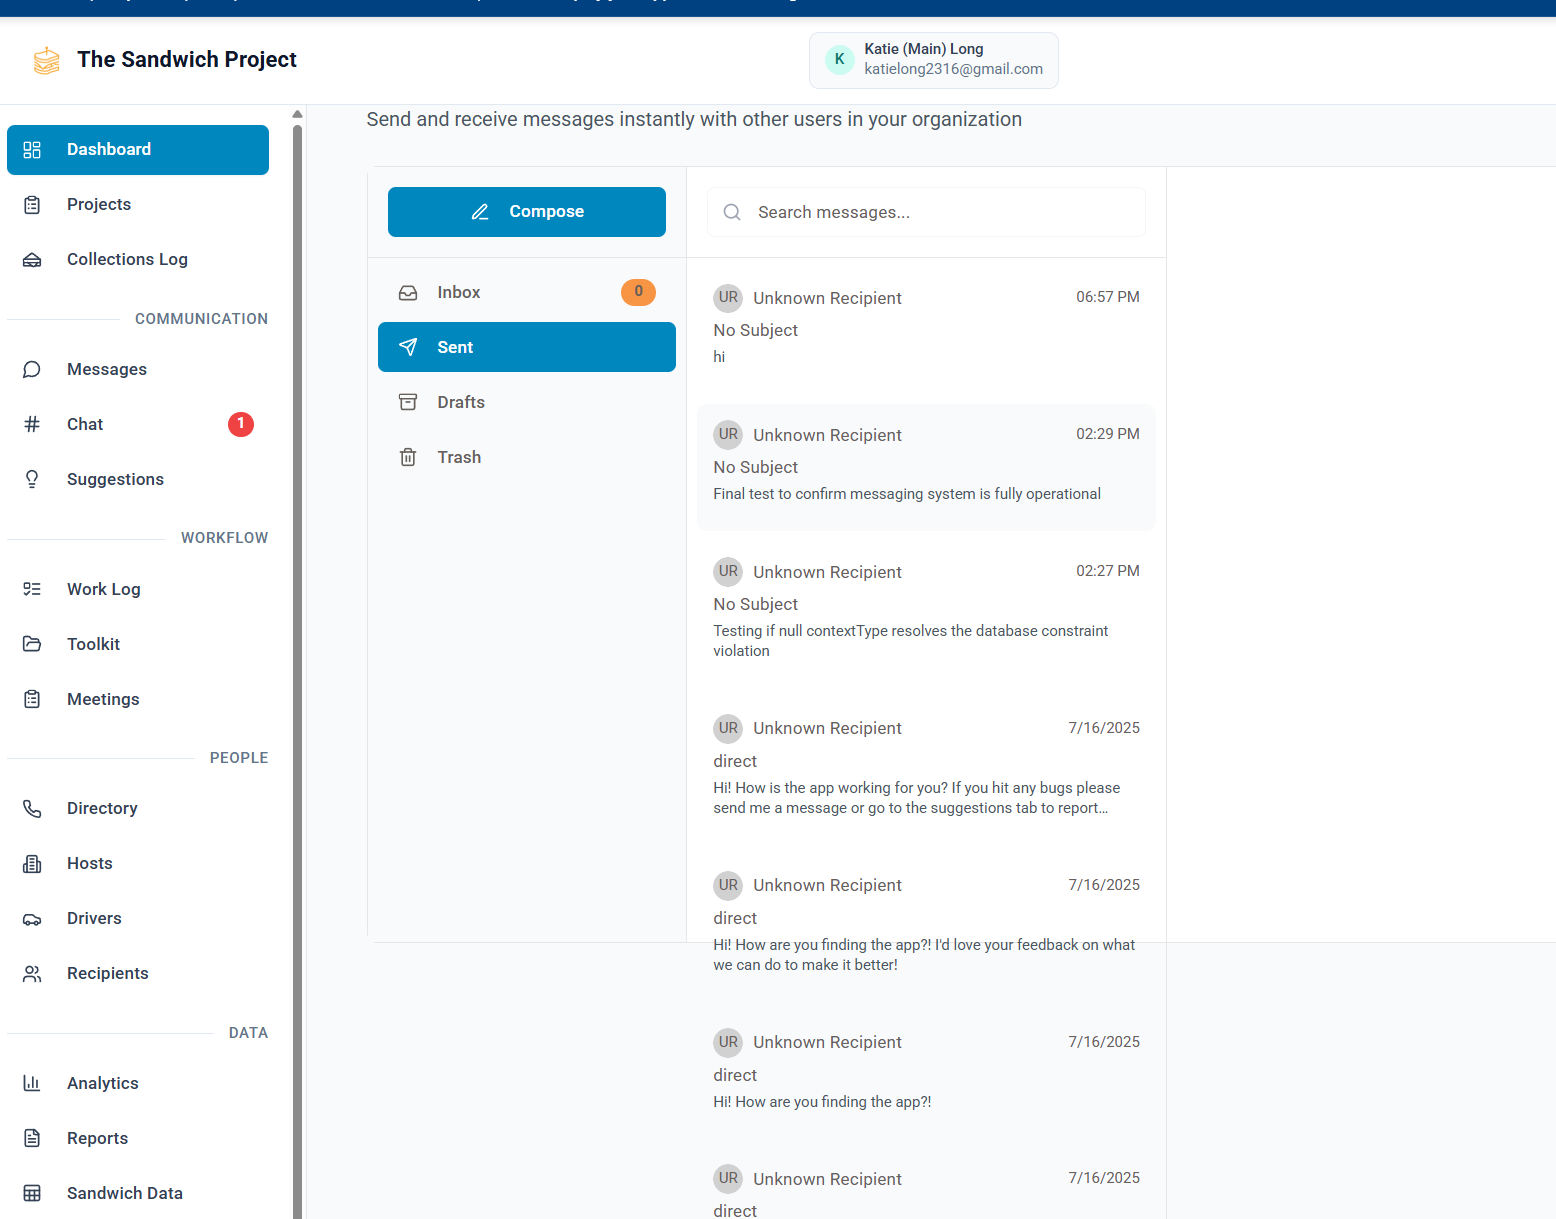 The Sandwich Project
K
Katie (Main) Long
katielong2316@gmail.com
Dashboard
Projects
Collections Log
COMMUNICATION
Messages
Chat
1
Suggestions
WORKFLOW
Work Log
Toolkit
Meetings
PEOPLE
Directory
Hosts
Drivers
Recipients
DATA
Analytics
Reports
Sandwich Data
Send and receive messages instantly with other users in your organization
Compose
Inbox
0
Sent
Drafts
Trash
Search messages...
UR Unknown Recipient 06:57 PM
No Subject
hi
UR Unknown Recipient 02:29 PM
No Subject
Final test to confirm messaging system is fully operational
UR Unknown Recipient 02:27 PM
No Subject
Testing if null contextType resolves the database constraint
violation
UR Unknown Recipient 7/16/2025
direct
Hi! How is the app working for you? If you hit any bugs please
send me a message or go to the suggestions tab to report…
UR Unknown Recipient 7/16/2025
direct
Hi! How are you finding the app?! I'd love your feedback on what
we can do to make it better!
UR Unknown Recipient 7/16/2025
direct
Hi! How are you finding the app?!
UR Unknown Recipient 7/16/2025
direct